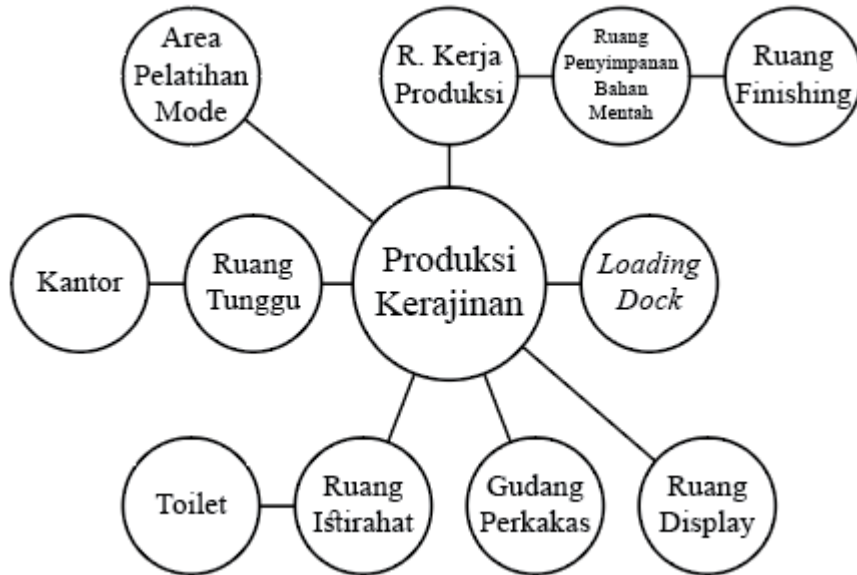 Area
Pelatihan
Mode
R. Kerja
Produksi
Ruang
Penyimpanan
Bahan
Mentah
Ruang
Finishing
Kantor
Ruang
Tunggu
Produksi
Kerajinan
Loading
Dock
Toilet
Ruang
Istirahat
Gudang
Perkakas
Ruang
Display